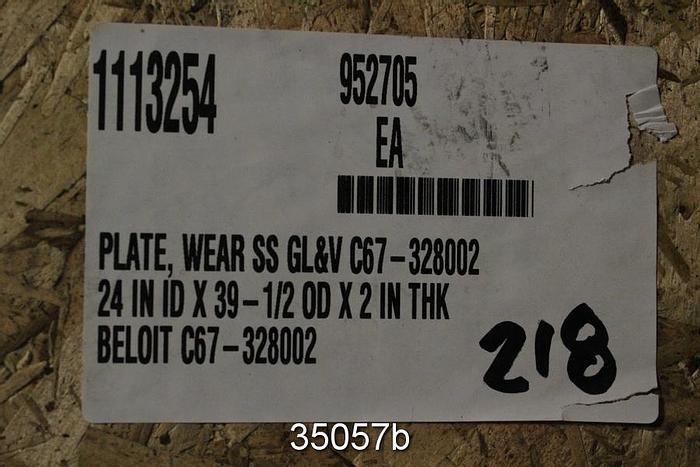 1113254
952705
EA
PLATE, WEAR SS GL&V C67-328002
24 IN ID X 39-1/2 OD X 2 IN THK
BELOIT C67-328002
218
35057b